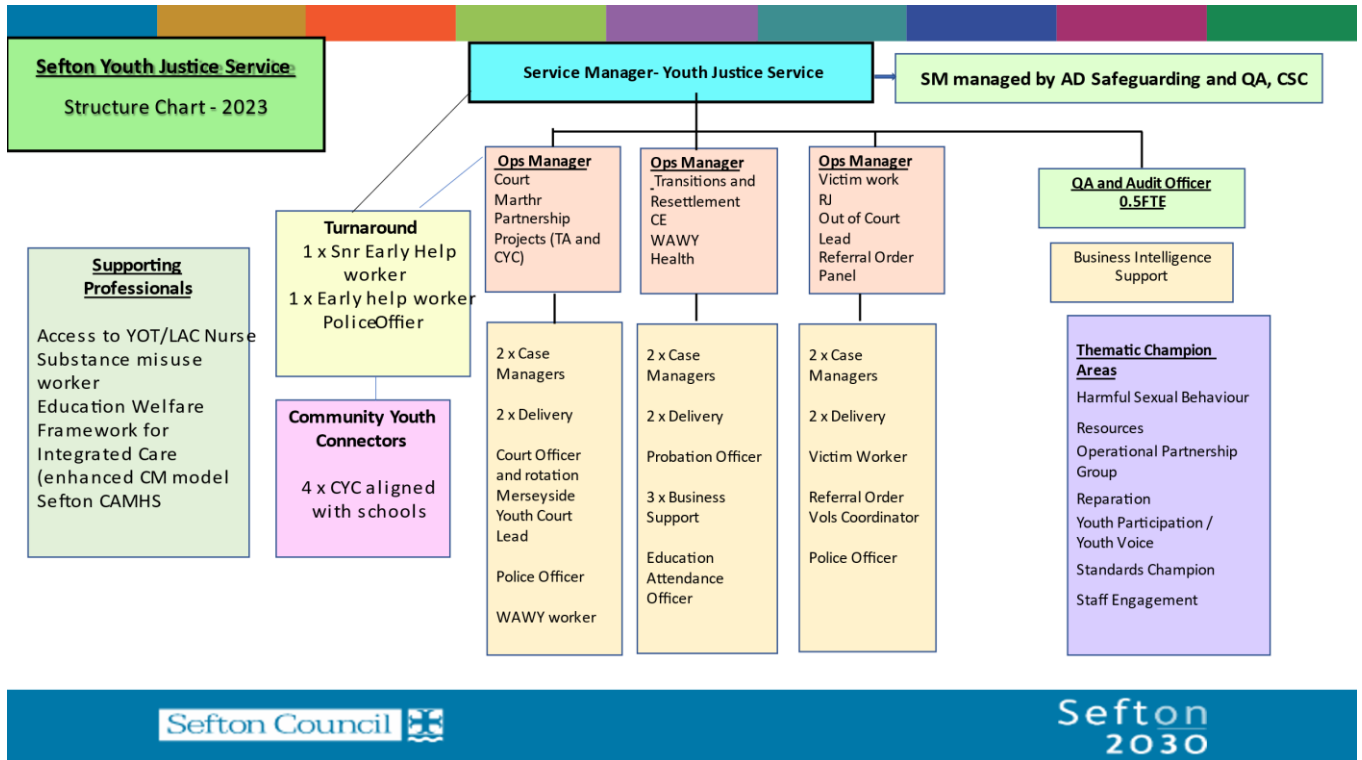 Sefton Youth Justice Service
Structure Chart - 2023
Service Manager- Youth Justice Service
SM managed by AD Safeguarding and QA, CSC
Ops Manager
Court
Marthr
Partnership
Projects (TA and
CYC)
Ops Manager
Transitions and
Resettlement
CE
WAWY
Health
Ops Manager
Victim work
RJ
Out of Court
Lead
Referral Order
Panel
QA and Audit Officer
0.5FTE
Business Intelligence
Support
Turnaround
1 x Snr Early Help
worker
1 x Early help worker
PoliceOffier
Supporting
Professionals
Access to YOT/LAC Nurse
Substance misuse
worker
Education Welfare
Framework for
Integrated Care
(enhanced CM model
Sefton CAMHS
Community Youth
Connectors
4 x CYC aligned
with schools
2 x Case
Managers
2 x Delivery
Court Officer
and rotation
Merseyside
Youth Court
Lead
Police Officer
WAWY worker
2 x Case
Managers
2 x Delivery
Probation Officer
3 x Business
Support
Education
Attendance
Officer
2 x Case
Managers
2 x Delivery
Victim Worker
Referral Order
Vols Coordinator
Police Officer
Thematic Champion
Areas
Harmful Sexual Behaviour
Resources
Operational Partnership
Group
Reparation
Youth Participation /
Youth Voice
Standards Champion
Staff Engagement
Sefton Council
Sefton
2030